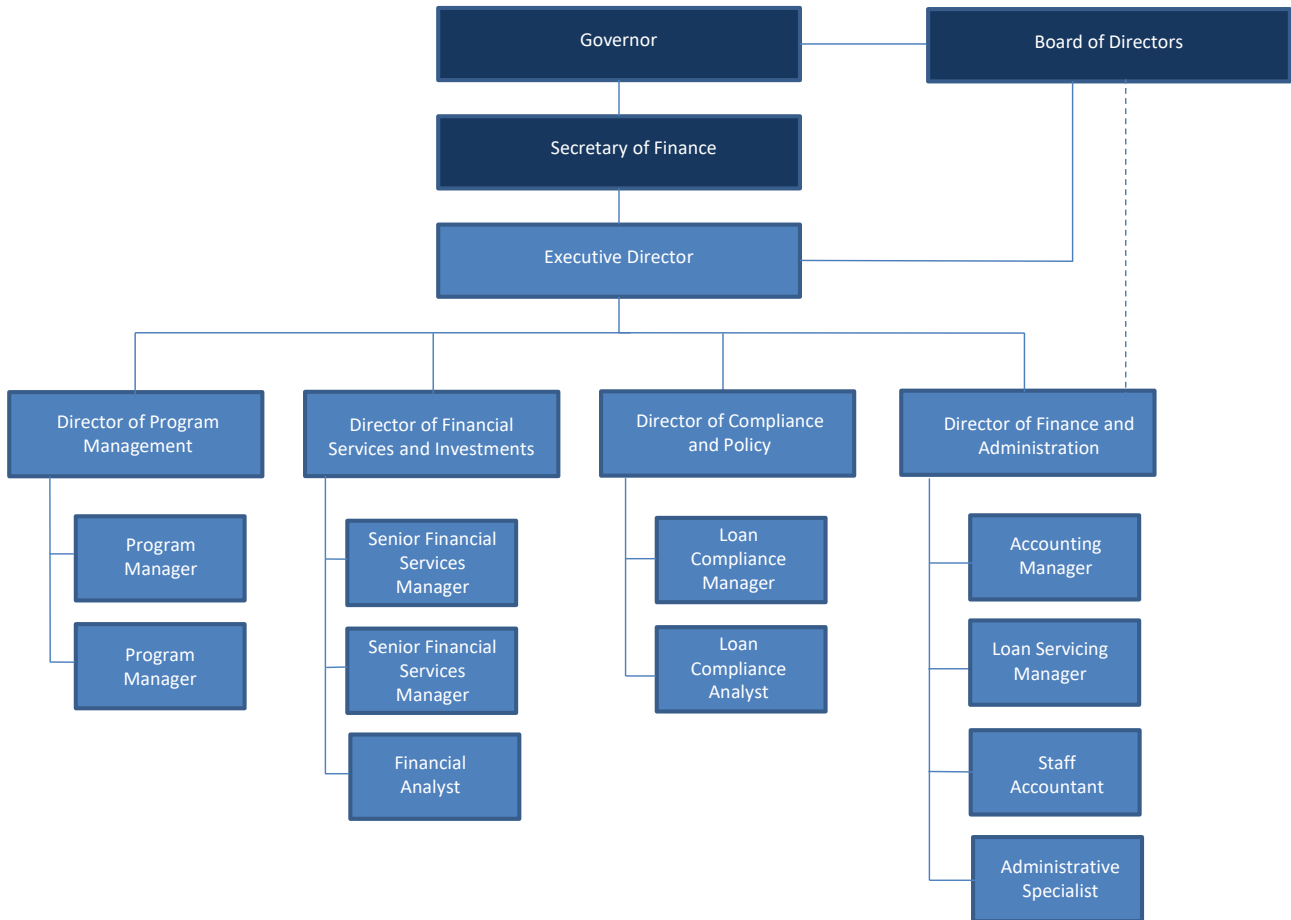 Governor
Board of Directors
Secretary of Finance
Executive Director
Director of Program
Management
Director of Financial
Services and Investments
Director of Compliance
and Policy
Director of Finance and
Administration
Program
Manager
Program
Manager
Senior Financial
Services
Manager
Senior Financial
Services
Manager
Financial
Analyst
Loan
Compliance
Manager
Loan
Compliance
Analyst
Accounting
Manager
Loan Servicing
Manager
Staff
Accountant
Administrative
Specialist